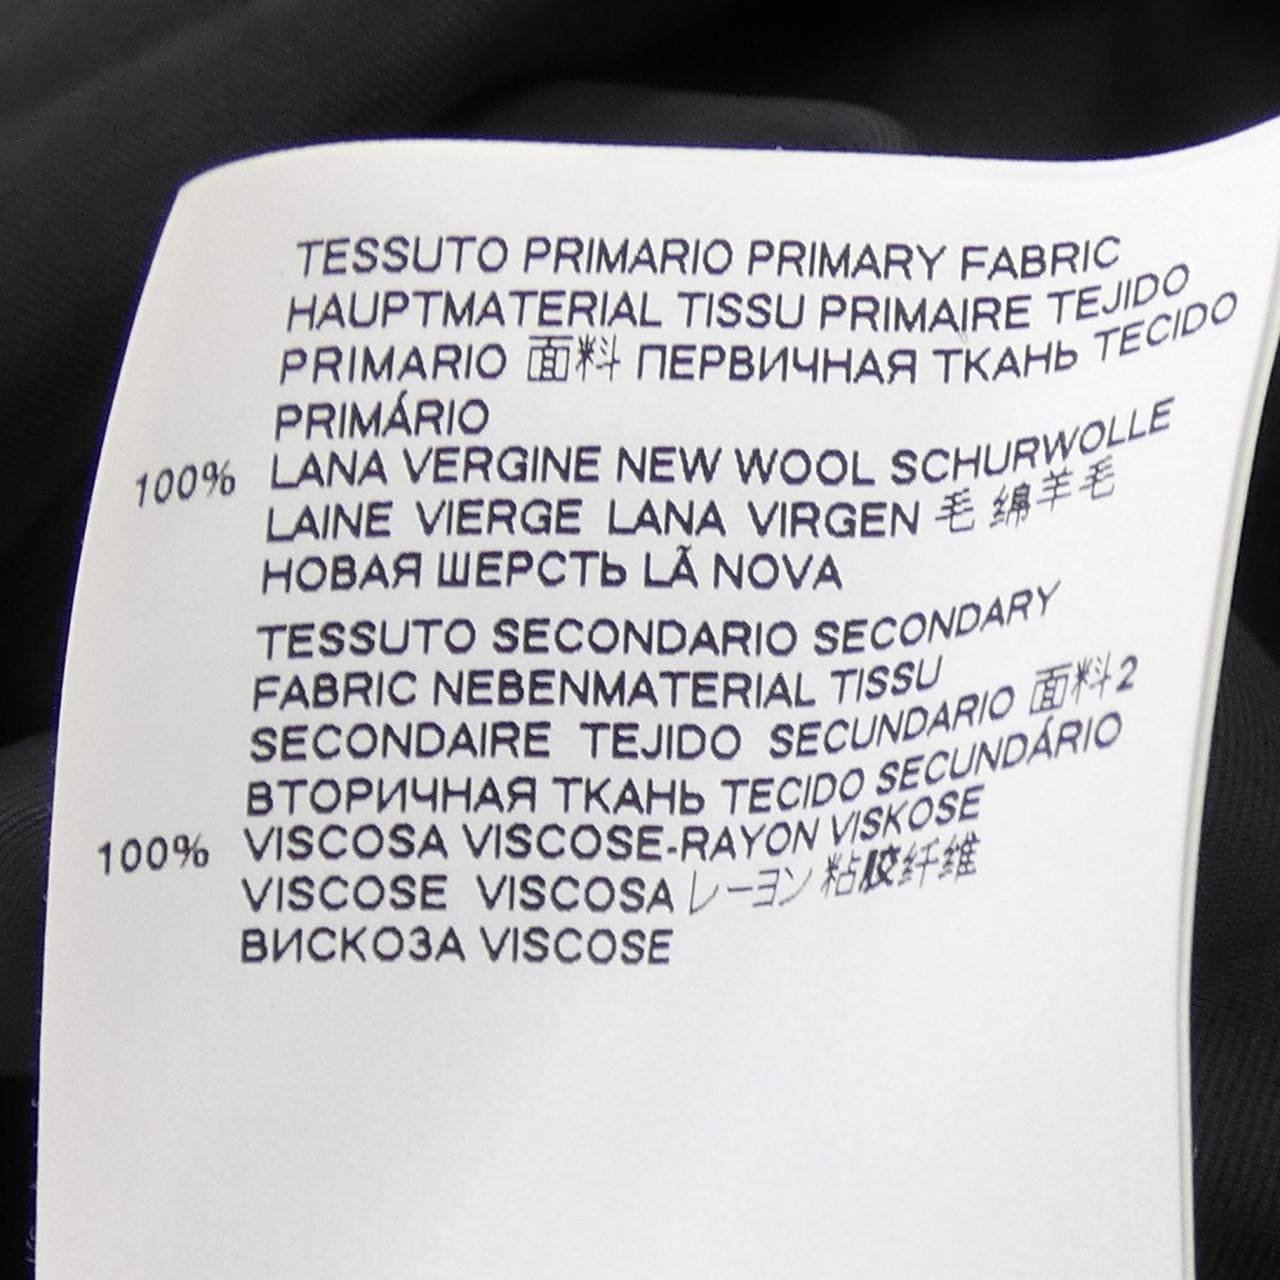 TESSUTO PRIMARIO PRIMARY FABRIC
HAUPTMATERIAL TISSU PRIMAIRE TEJIDO
PRIMARIO 面料 ПЕРВИЧНАЯ ТКАНЬ TECIDO
PRIMÁRIO
100% LANA VERGINE NEW WOOL SCHURWOLLE
LAINE VIERGE LANA VIRGEN 毛 绵羊毛
НОВАЯ ШЕРСТЬ LÃ NOVA
TESSUTO SECONDARIO SECONDARY
FABRIC NEBENMATERIAL TISSU
SECONDAIRE TEJIDO SECUNDARIO 面料2
ВТОРИЧНАЯ ТКАНЬ TECIDO SECUNDÁRIO
100% VISCOSA VISCOSE-RAYON VISKOSE
VISCOSE VISCOSA レーヨン 粘胶纤维
ВИСКОЗА VISCOSE